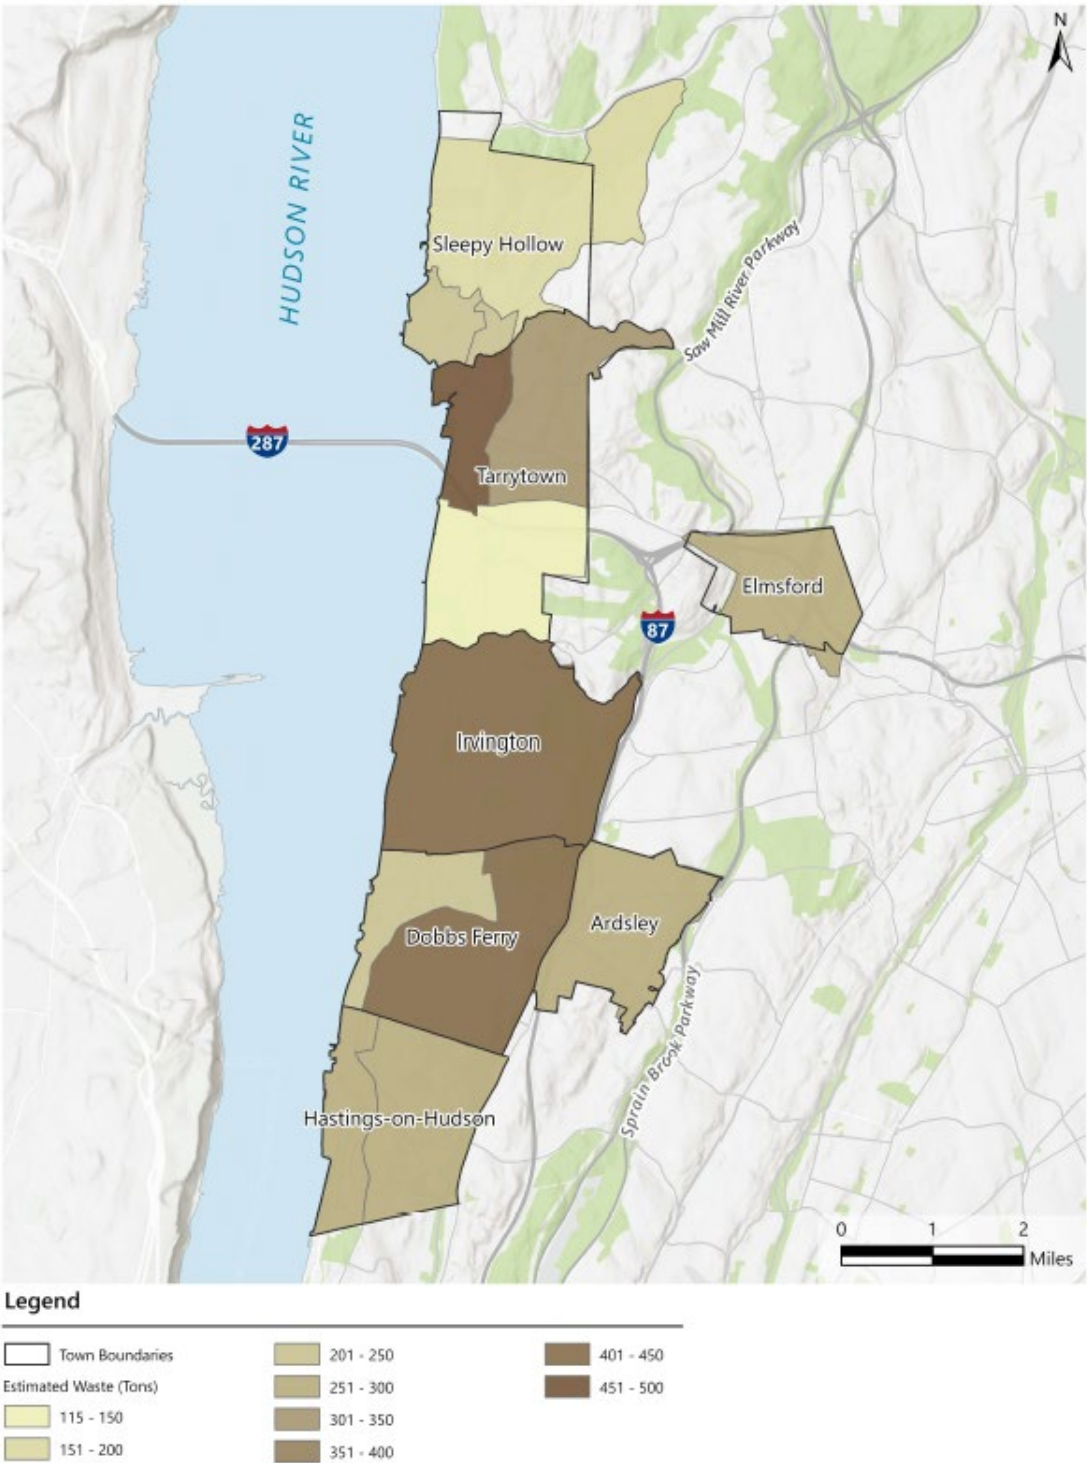 N
HUDSON RIVER
Sleepy Hollow
Saw Mill River Parkway
287
Tarrytown
Elmsford
87
Irvington
Ardsley
Dobbs Ferry
Sprain Brook Parkway
Hastings-on-Hudson
0 1 2
Miles
Legend
Town Boundaries
Estimated Waste (Tons)
115 - 150
151 - 200
201 - 250
251 - 300
301 - 350
351 - 400
401 - 450
451 - 500